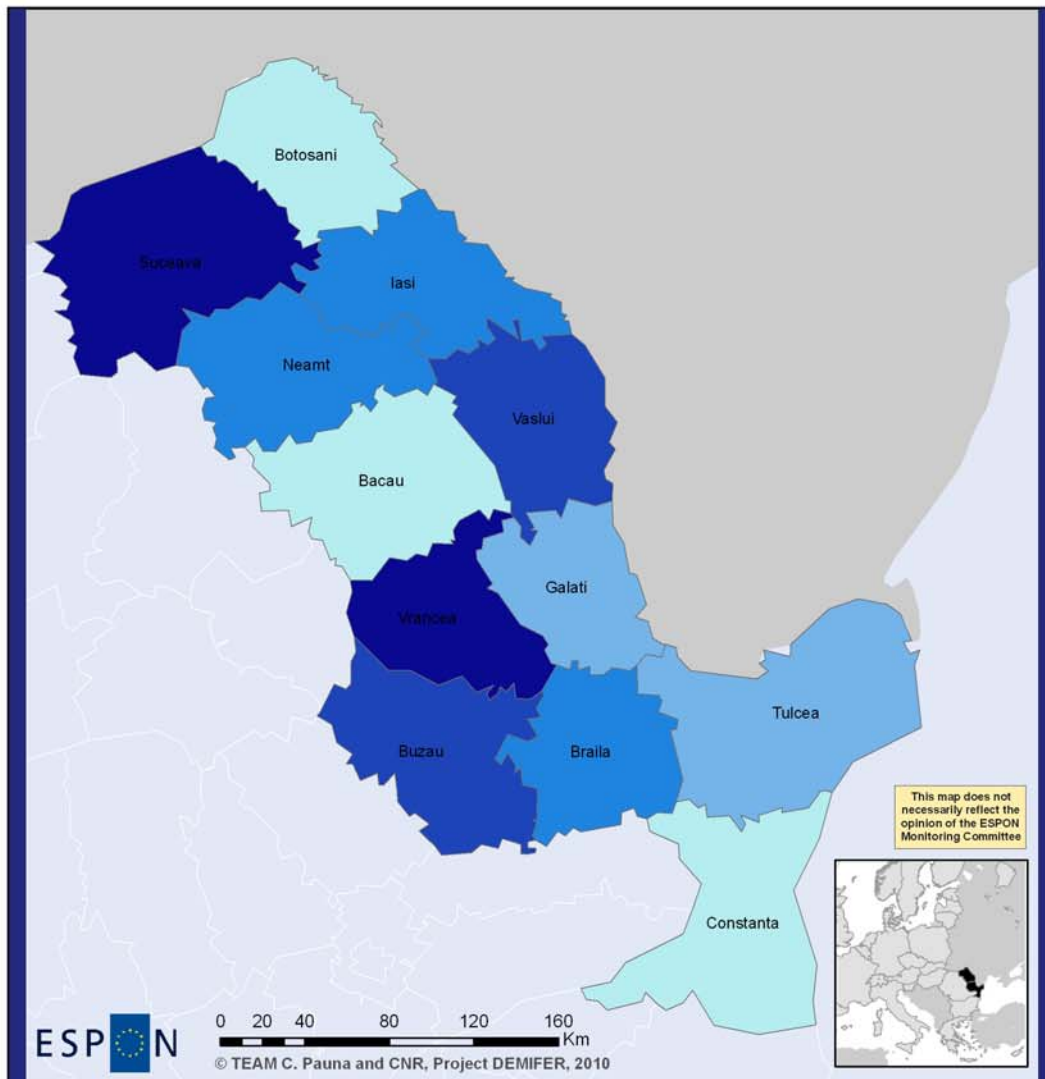 Botosani
Suceava
Iasi
Neamt
Vaslui
Bacau
Galati
Vrancea
Tulcea
Buzau
Braila
This map does not
necessarily reflect the
opinion of the ESPON
Monitoring Committee
Constanta
ESPON
0 20 40 80 120 160
Km
© TEAM C. Pauna and CNR, Project DEMIFER, 2010